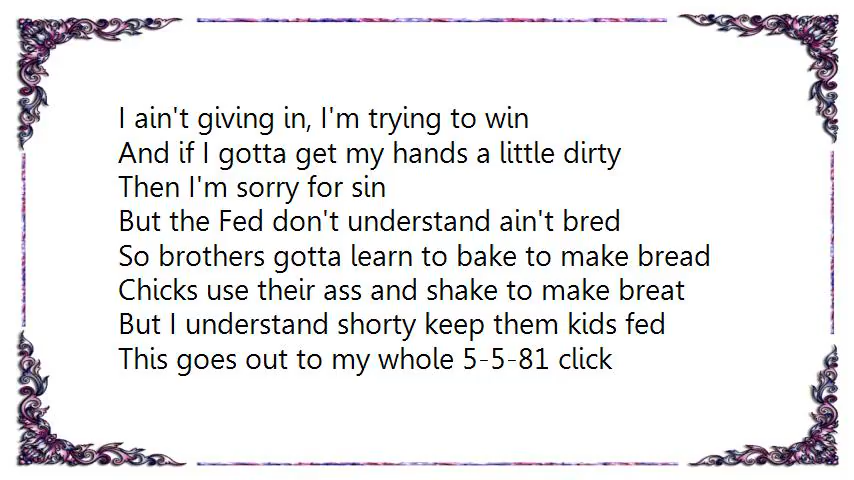 I ain't giving in, I'm trying to win
And if I gotta get my hands a little dirty
Then I'm sorry for sin
But the Fed don't understand ain't bred
So brothers gotta learn to bake to make bread
Chicks use their ass and shake to make breat
But I understand shorty keep them kids fed
This goes out to my whole 5-5-81 click